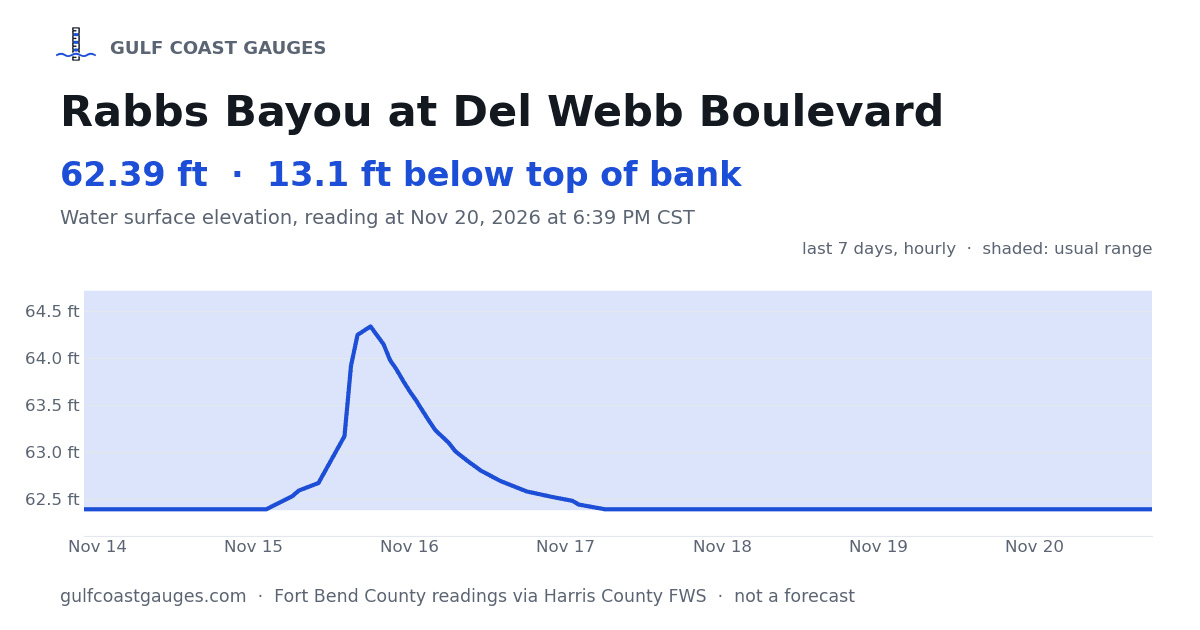 GULF COAST GAUGES
Rabbs Bayou at Del Webb Boulevard
62.39 ft · 13.1 ft below top of bank
Water surface elevation, reading at Nov 20, 2026 at 6:39 PM CST
last 7 days, hourly · shaded: usual range
64.5 ft
64.0 ft
63.5 ft
63.0 ft
62.5 ft
Nov 14 Nov 15 Nov 16 Nov 17 Nov 18 Nov 19 Nov 20
gulfcoastgauges.com · Fort Bend County readings via Harris County FWS · not a forecast